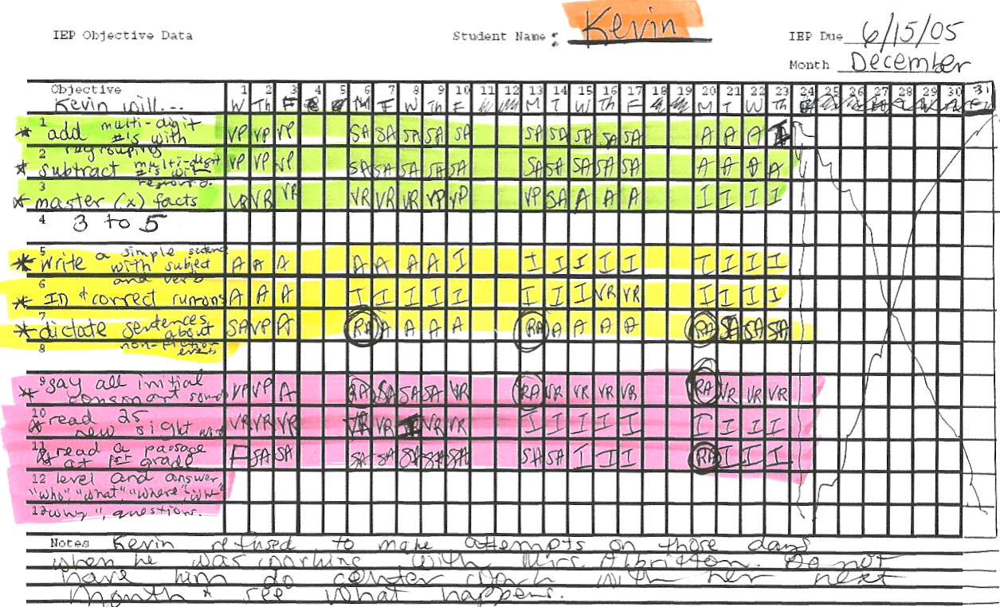 IEP Objective Data Student Name: Kevin IEP Due 6/15/05
Month December
Objective 1 2 3 4 5 6 7 8 9 10 11 12 13 14 15 16 17 18 19 20 21 22 23 24 25 26 27 28 29 30 31
Kevin will... W Th F M T W Th F M T W Th F M T W Th
1 * add multi-digit #'s with regrouping VP VP VP SA SA SA SA SA SA SA SA SA SA A A A I
2 * subtract multi-digit #'s with VP VP VP SA SA SA SA SA SA SA SA SA SA A A A A
3 * master (x) facts VR VR VR VR VR VR VP VP VP SA A A A I I I I
4 3 to 5
5 * Write a simple sentence with subject and verb A A A A A A A I I I I I I I I I I
6 * ID & correct runons A A A I I I I I I I I VR VR I I I I
7 * dictate sentences about non-fiction events SA VP A RA A A A A RA A A A A RA SA SA SA
8
9 * say all initial consonant sound VP VP A RA SA SA SA VR RA VR VR VR VR RA VR VR VR
10 * read 25 new sight VR VR VR VR VR I VR VR I I I I I I I I I
11 * read a passage at 1st grade F SA SA SA SA SA SA SA SA SA I I I RA I I I
12 level and answer
"who", "what", "where",
13 "why", questions.
Notes Kevin refused to make attempts on those days
when he was working with Mrs. Albritton. Do not
have him do center work with her next
month & see what happens.